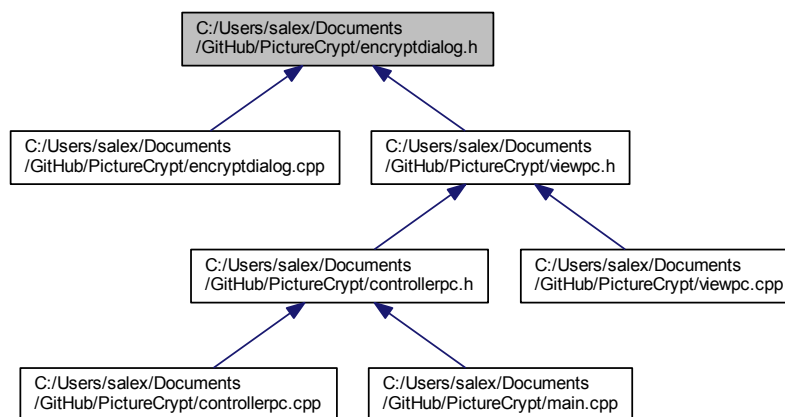 C:/Users/salex/Documents
/GitHub/PictureCrypt/encryptdialog.h
C:/Users/salex/Documents
/GitHub/PictureCrypt/encryptdialog.cpp
C:/Users/salex/Documents
/GitHub/PictureCrypt/viewpc.h
C:/Users/salex/Documents
/GitHub/PictureCrypt/controllerpc.h
C:/Users/salex/Documents
/GitHub/PictureCrypt/viewpc.cpp
C:/Users/salex/Documents
/GitHub/PictureCrypt/controllerpc.cpp
C:/Users/salex/Documents
/GitHub/PictureCrypt/main.cpp